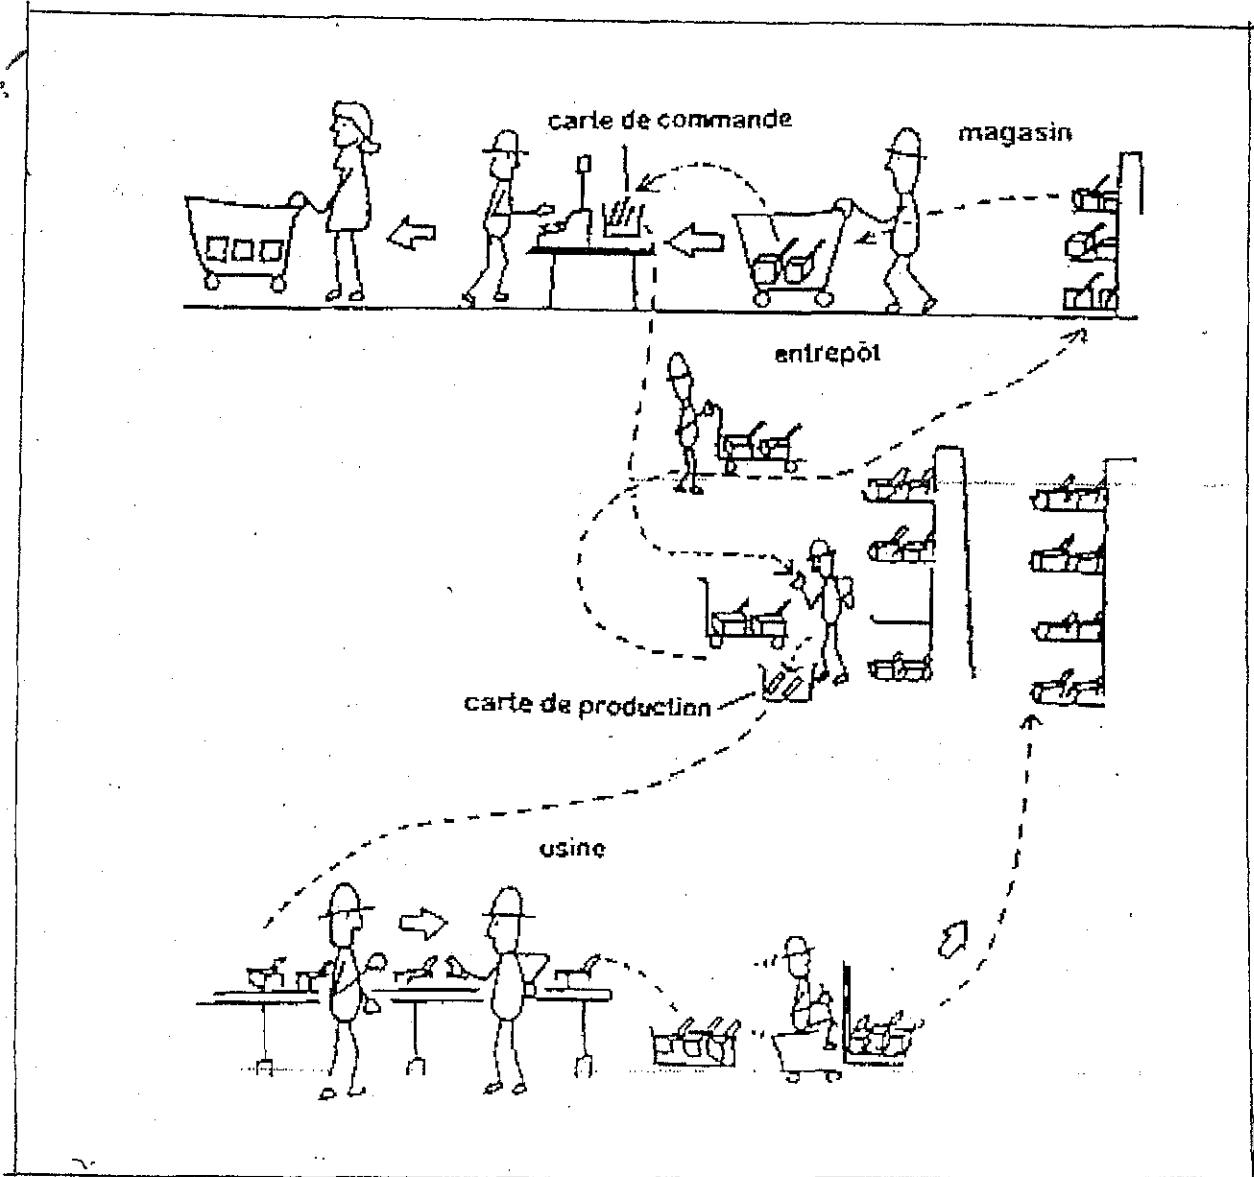 carte de commande
magasin
entrepôt
carte de production
usine